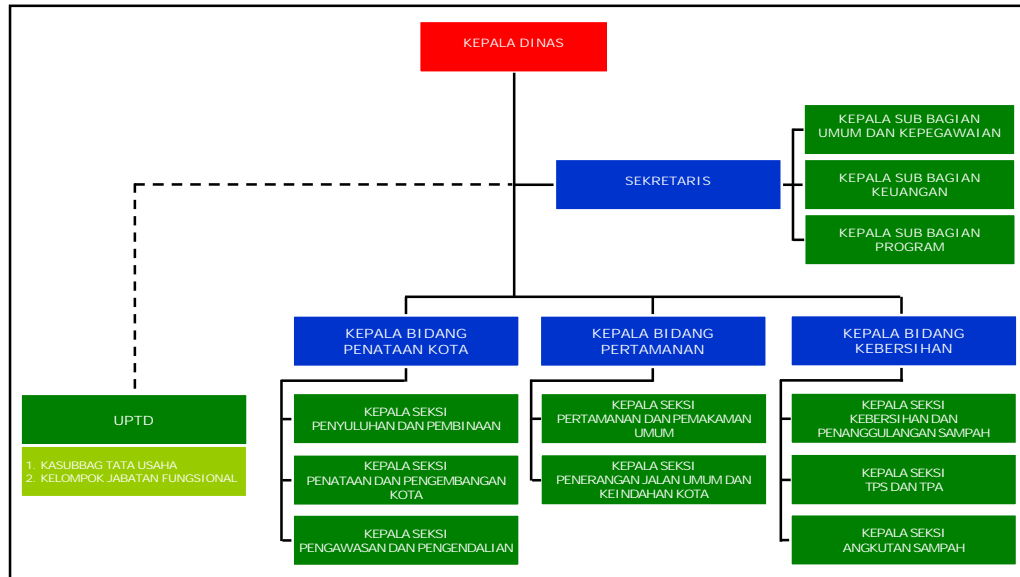 KEPALA DINAS
KEPALA SUB BAGIAN
UMUM DAN KEPEGAWAIAN
SEKRETARIS
KEPALA SUB BAGIAN
KEUANGAN
KEPALA SUB BAGIAN
PROGRAM
KEPALA BIDANG
PENATAAN KOTA
KEPALA BIDANG
PERTAMANAN
KEPALA BIDANG
KEBERSIHAN
UPTD
1. KASUBBAG TATA USAHA
2. KELOMPOK JABATAN FUNGSIONAL
KEPALA SEKSI
PENYULUHAN DAN PEMBINAAN
KEPALA SEKSI
PENATAAN DAN PENGEMBANGAN
KOTA
KEPALA SEKSI
PENGAWASAN DAN PENGENDALIAN
KEPALA SEKSI
PERTAMANAN DAN PEMAKAMAN
UMUM
KEPALA SEKSI
PENERANGAN JALAN UMUM DAN
KEINDAHAN KOTA
KEPALA SEKSI
KEBERSIHAN DAN
PENANGGULANGAN SAMPAH
KEPALA SEKSI
TPS DAN TPA
KEPALA SEKSI
ANGKUTAN SAMPAH